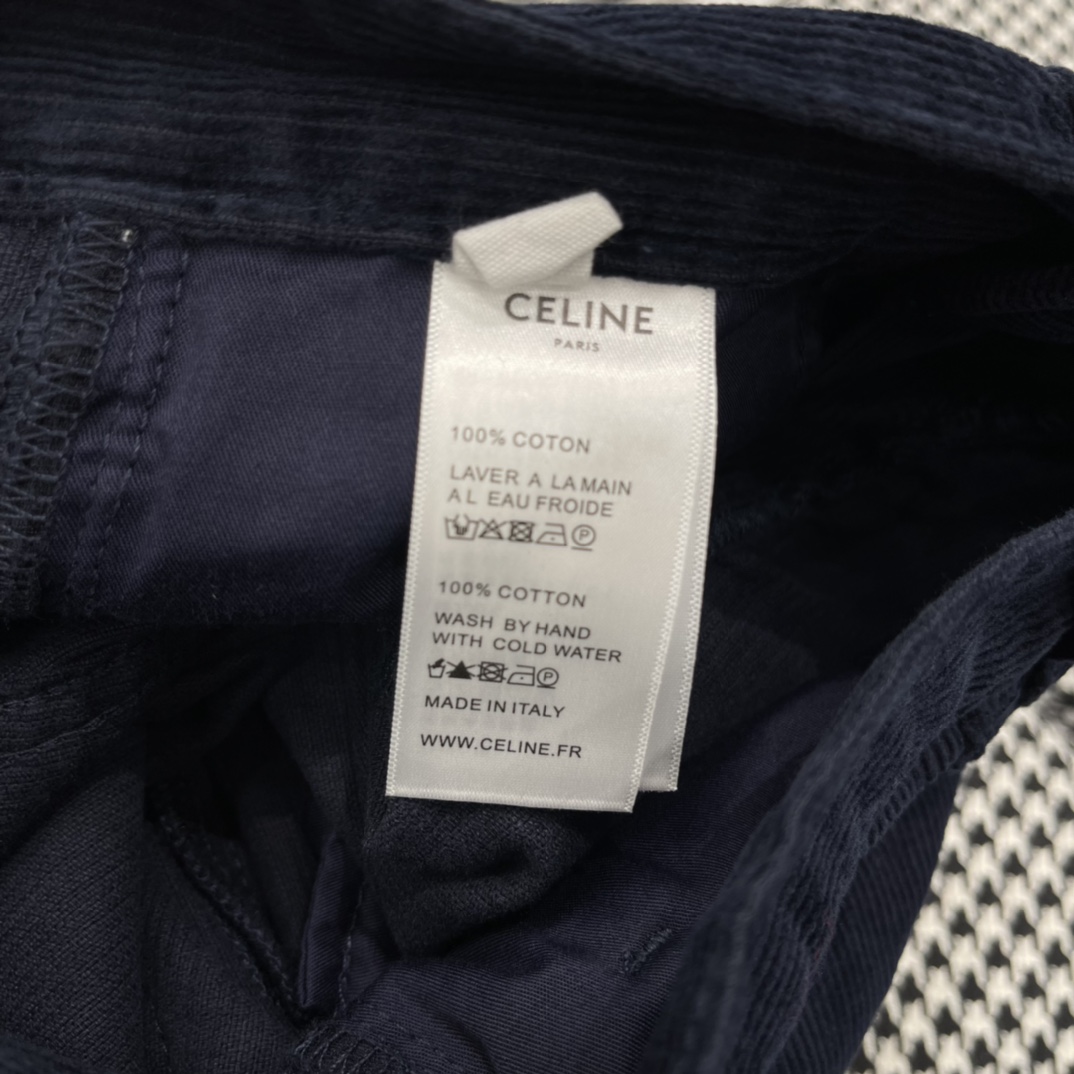 CELINE
PARIS
100% COTON
LAVER A LA MAIN
A L EAU FROIDE
P
100% COTTON
WASH BY HAND
WITH COLD WATER
P
MADE IN ITALY
WWW.CELINE.FR